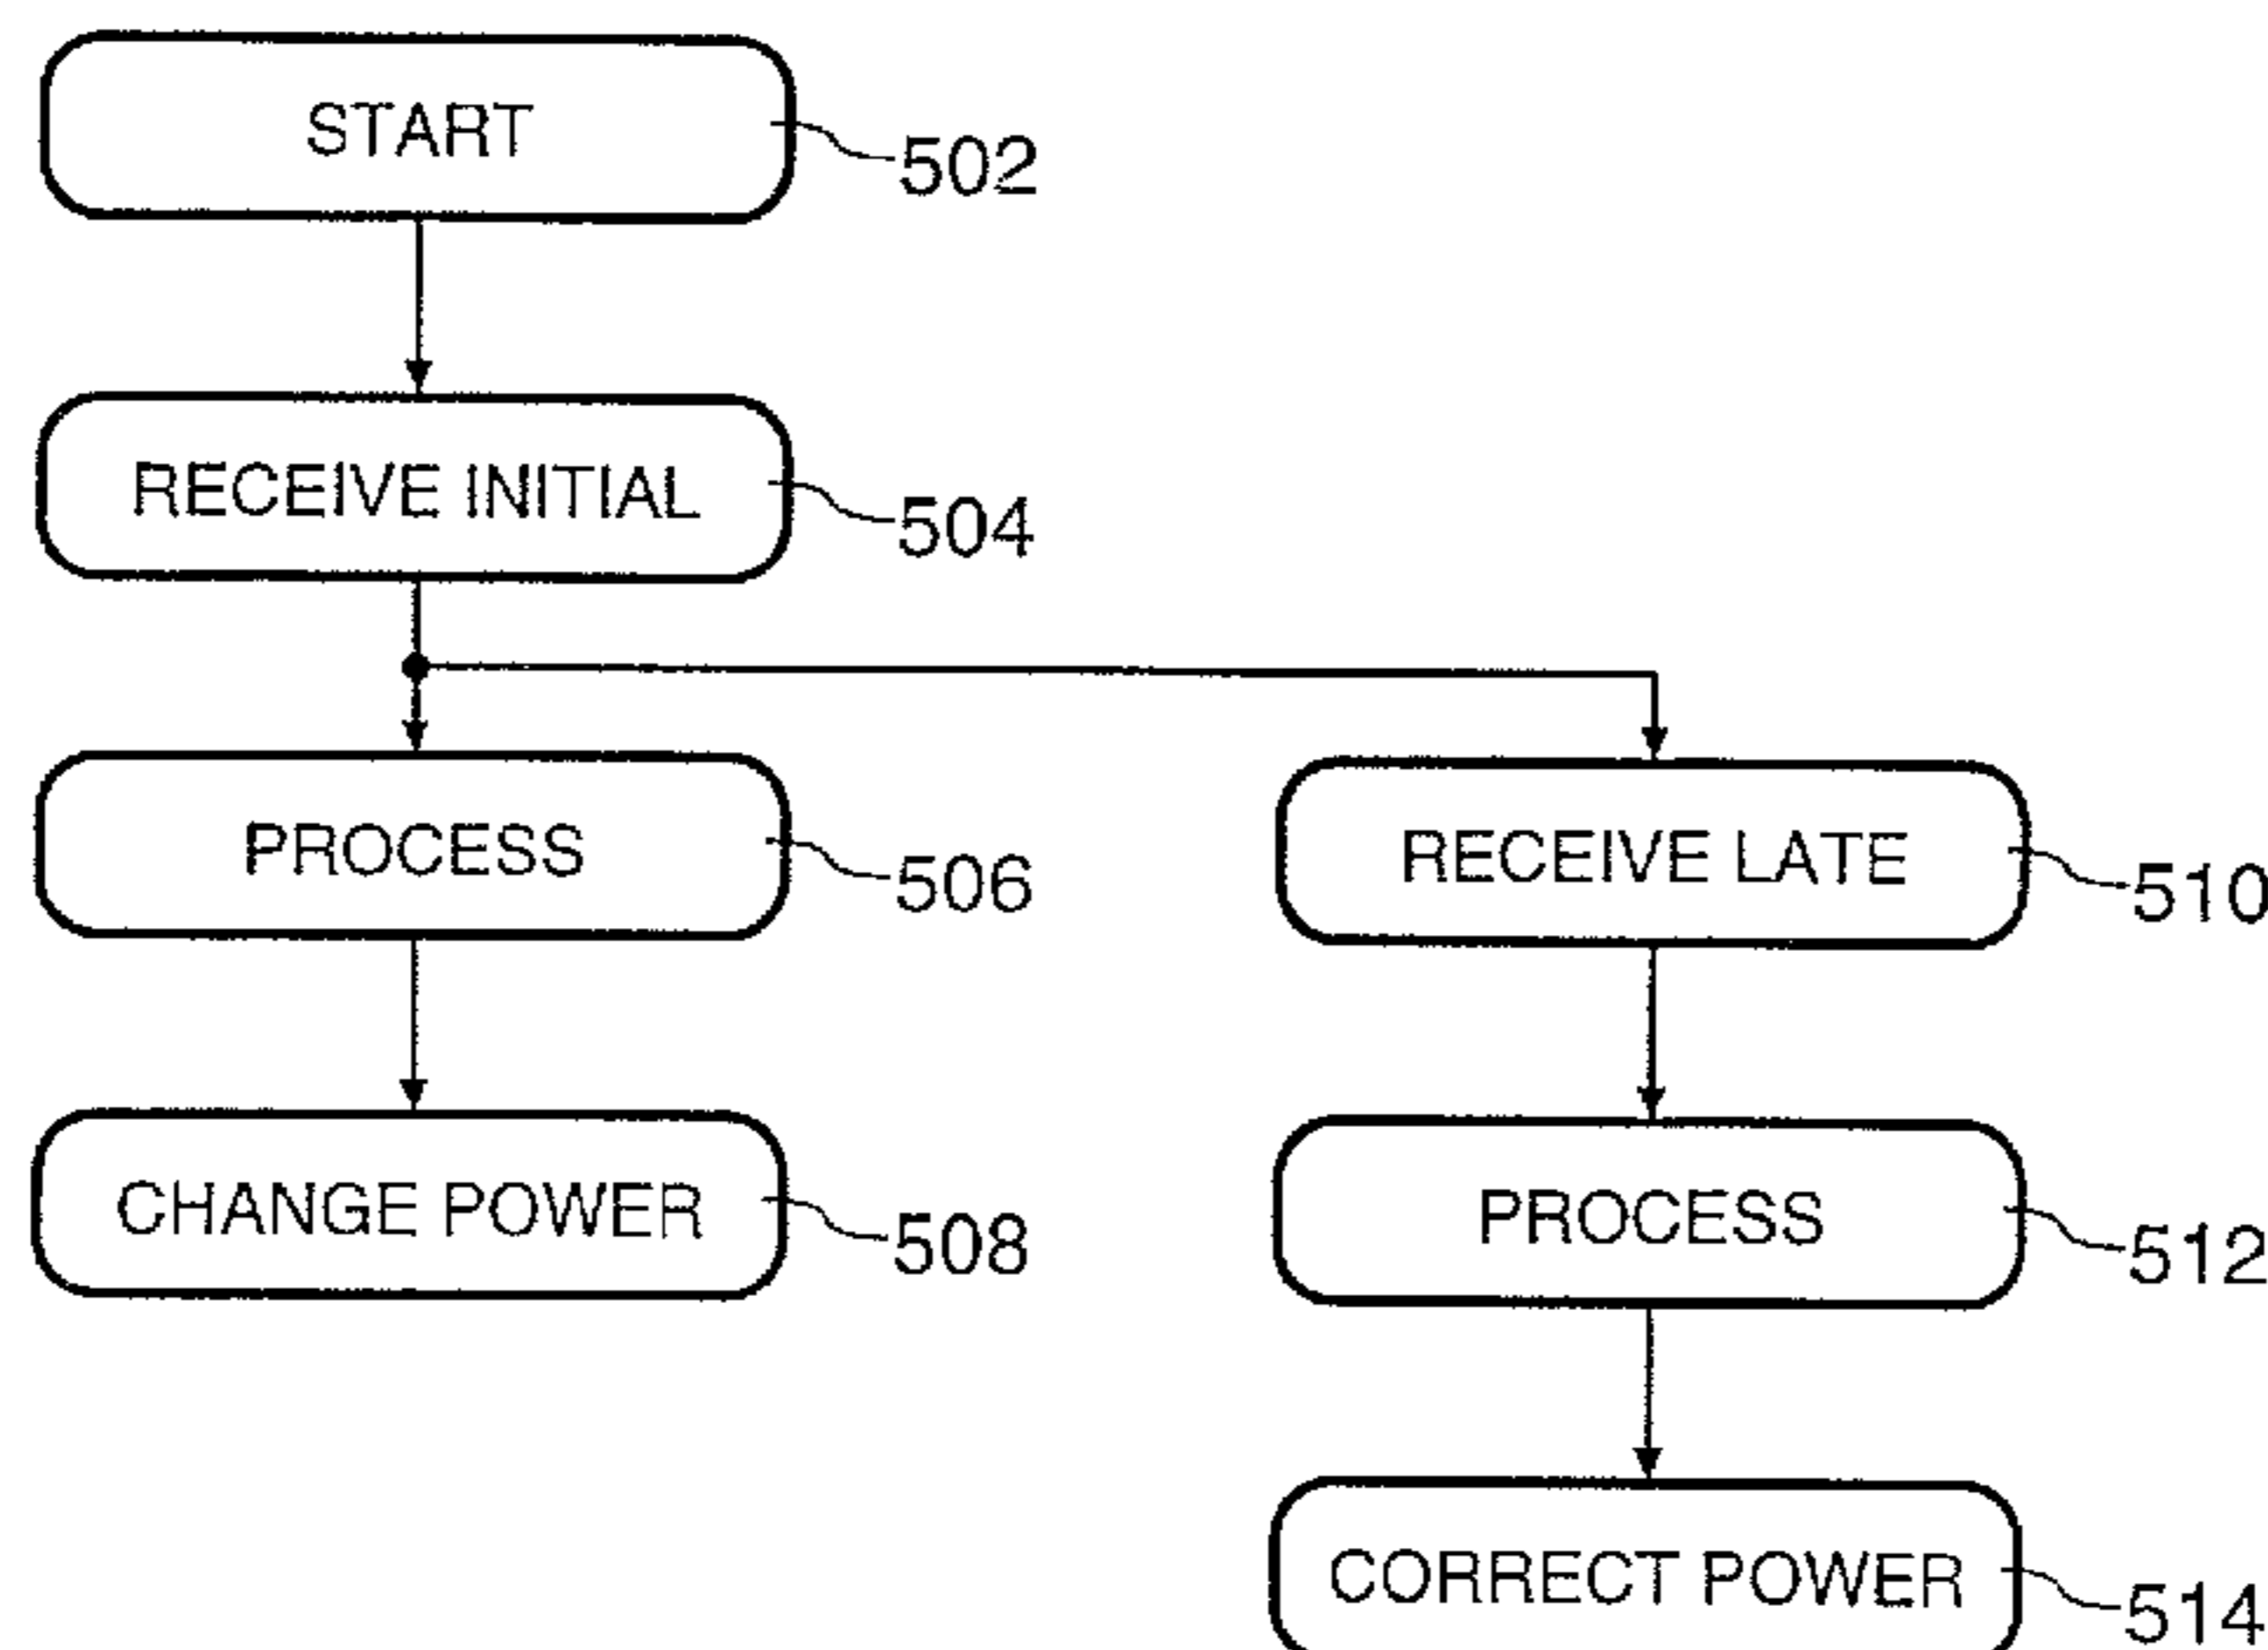 START
502
RECEIVE INITIAL
504
PROCESS
506
CHANGE POWER
508
RECEIVE LATE
510
PROCESS
512
CORRECT POWER
514